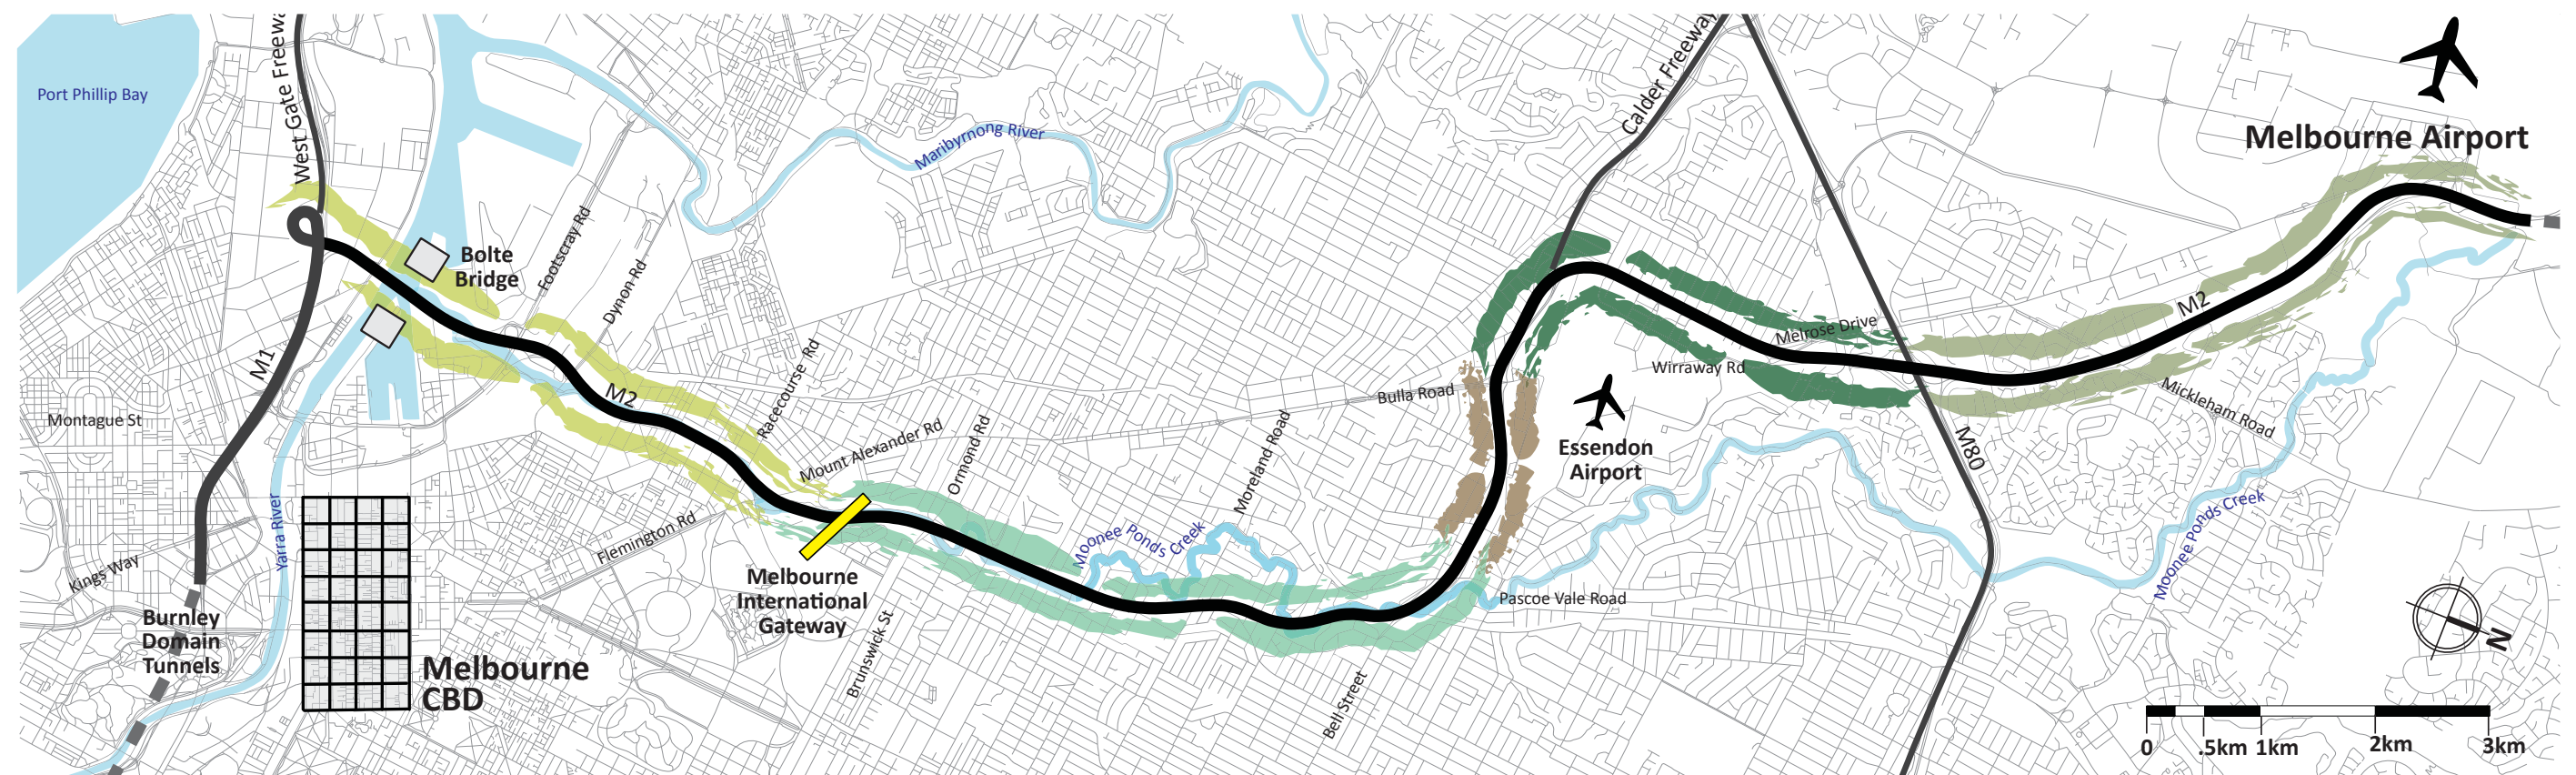 West Gate Freewa
Port Phillip Bay
Calder Freeway
Maribyrnong River
Melbourne Airport
Bolte
Bridge
Footscray Rd
Dynon Rd
M2
M1
M2
Melrose Drive
Racecourse Rd
Wirraway Rd
Bulla Road
Mickleham Road
Montague St
Mount Alexander Rd
Ormond Rd
Moreland Road
Essendon
Airport
M80
Yarra River
Flemington Rd
Moonee Ponds Creek
Moonee Ponds Creek
Kings Way
Melbourne
International
Gateway
Pascoe Vale Road
Burnley
Domain
Tunnels
Melbourne
CBD
Brunswick St
Bell Street
N
0 .5km 1km 2km 3km